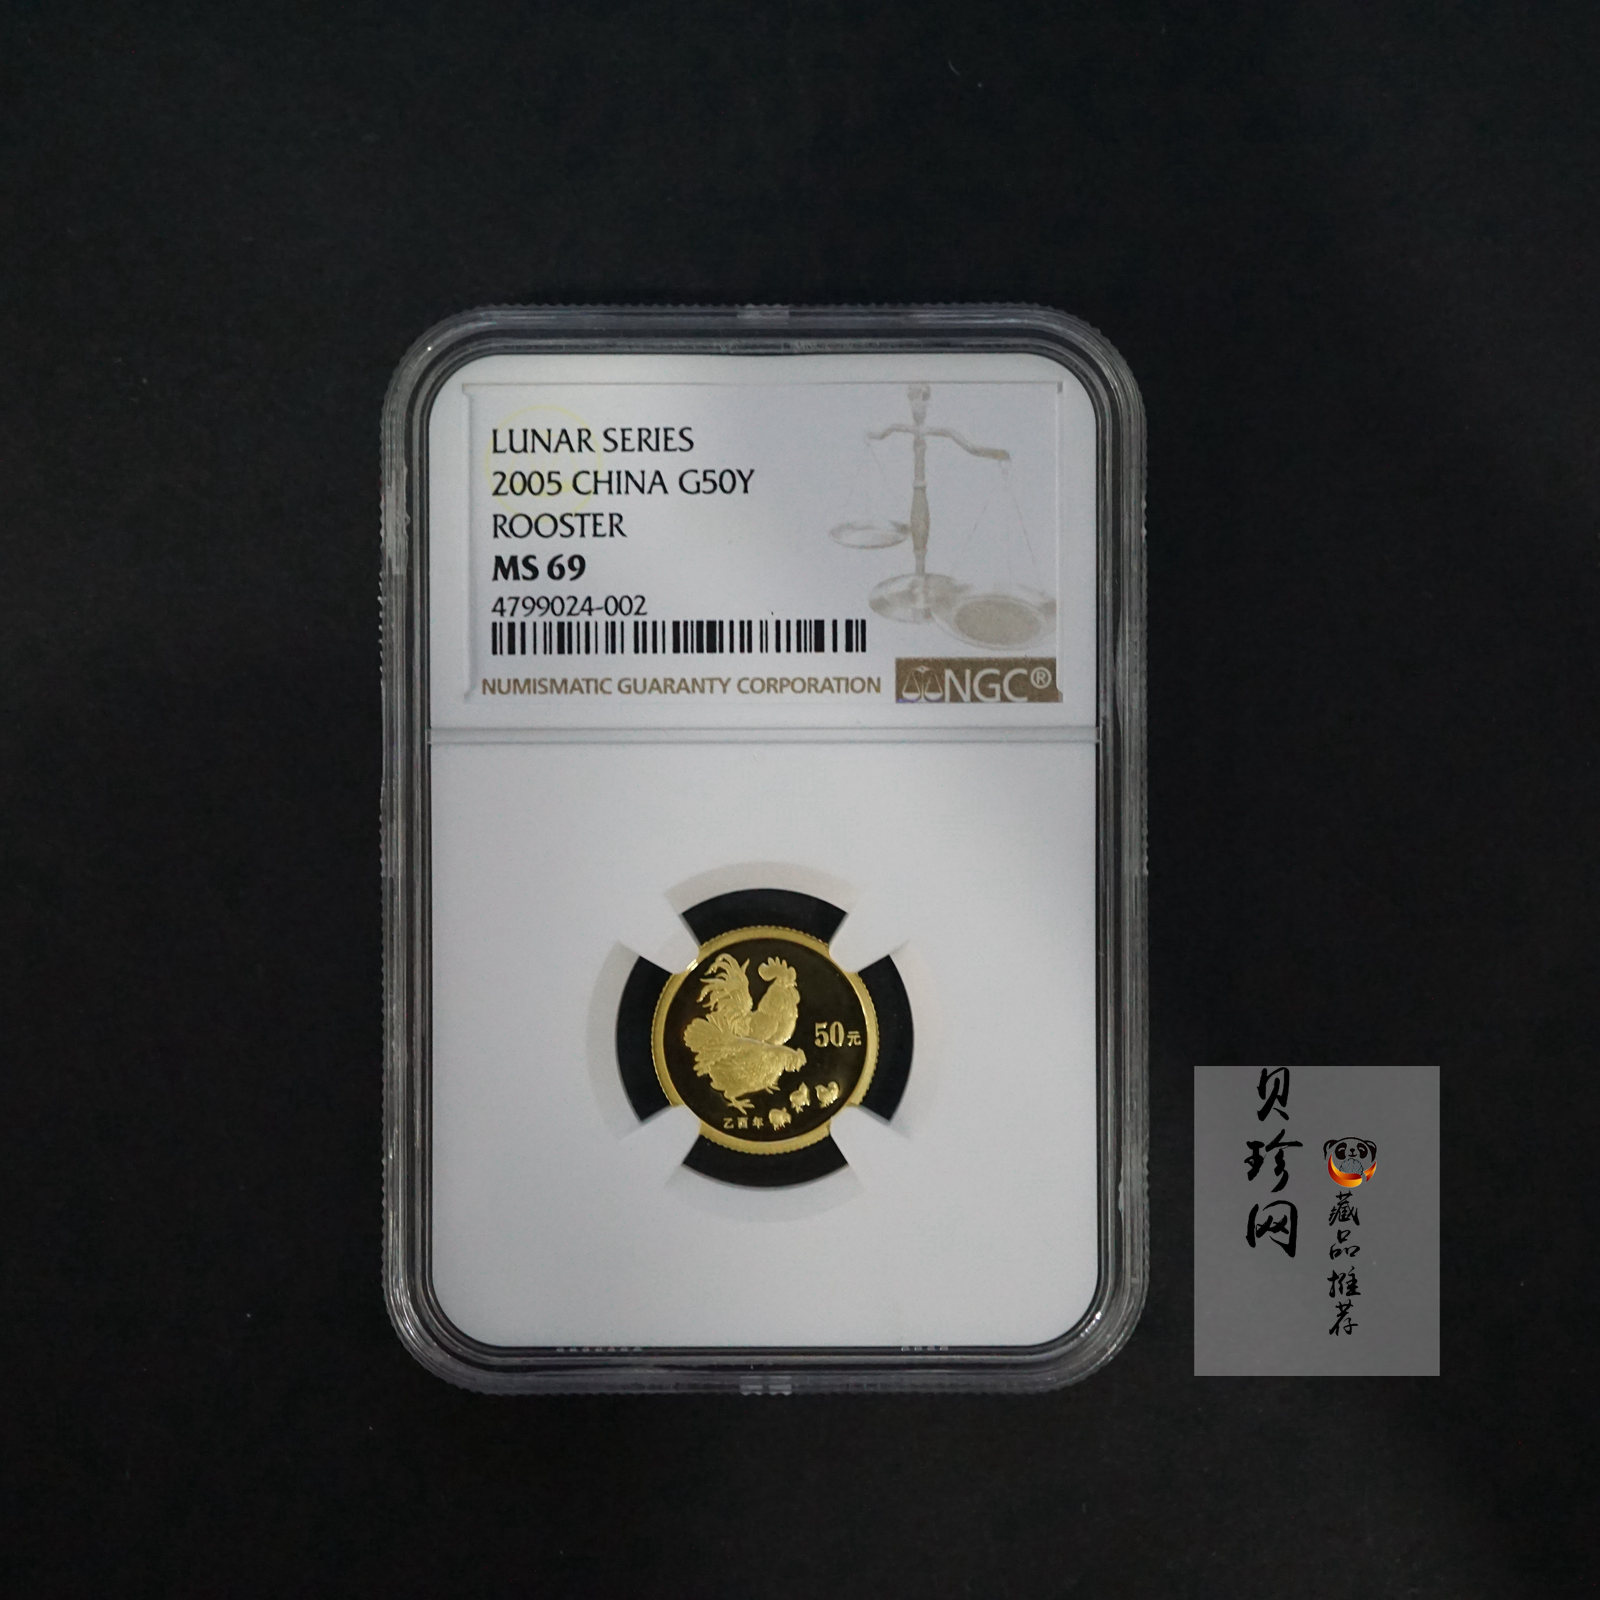 LUNAR SERIES
2005 CHINA G50Y
ROOSTER
MS 69
4799024-002
NUMISMATIC GUARANTY CORPORATION
NGC®
50元
乙酉年
贝珍网
藏品推荐